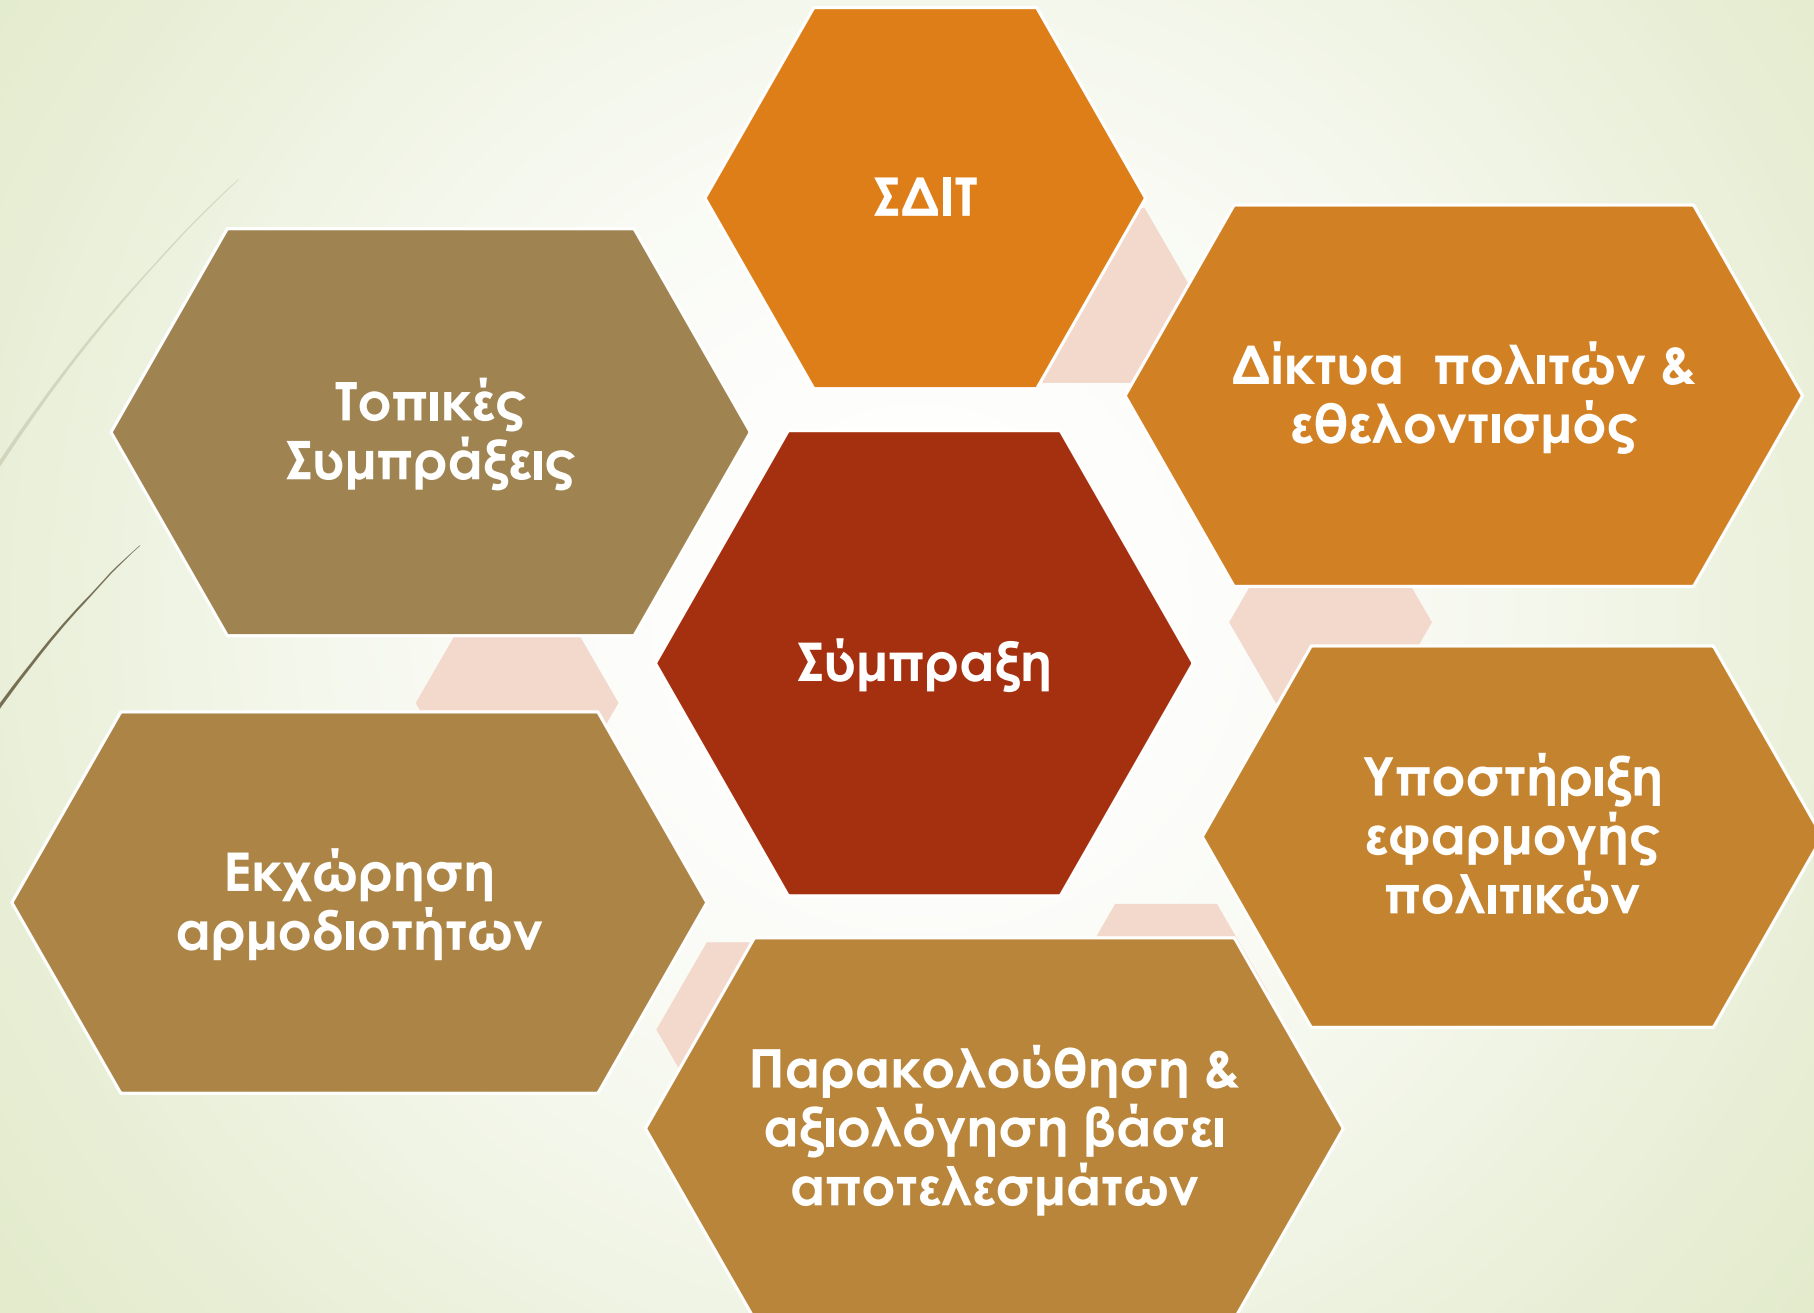 ΣΔΙΤ
Δίκτυα πολιτών &
εθελοντισμός
Τοπικές
Συμπράξεις
Σύμπραξη
Υποστήριξη
εφαρμογής
πολιτικών
Εκχώρηση
αρμοδιοτήτων
Παρακολούθηση &
αξιολόγηση βάσει
αποτελεσμάτων